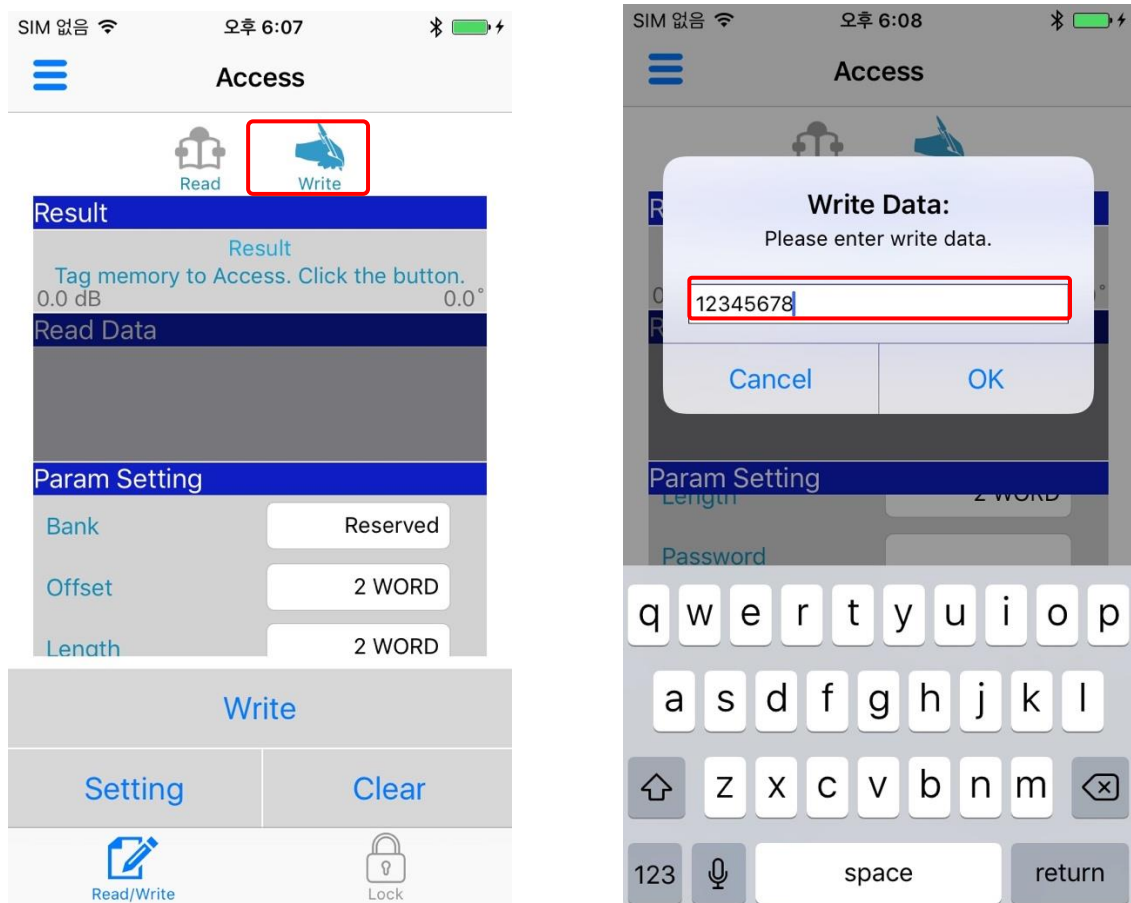 SIM 없음 오후 6:07
Access
Read Write
Result
Result
Tag memory to Access. Click the button.
0.0 dB 0.0°
Read Data
Param Setting
Bank Reserved
Offset 2 WORD
Length 2 WORD
Write
Setting Clear
Read/Write Lock
SIM 없음 오후 6:08
Access
R
Write Data:
Please enter write data.
0 °
12345678
R
Cancel OK
Param Setting
Length 2 WORD
Password
q w e r t y u i o p
a s d f g h j k l
z x c v b n m
123 space return